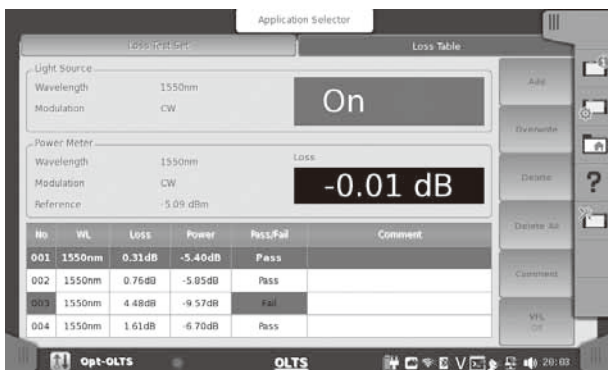 Application Selector
Loss Test Set
Loss Table
Light Source
Wavelength 1550nm
Modulation CW
On
Power Meter
Wavelength 1550nm
Modulation CW
Reference -5.09 dBm
Loss
-0.01 dB
No WL Loss Power Pass/Fail Comment
001 1550nm 0.31dB -5.40dB Pass
002 1550nm 0.76dB -5.85dB Pass
003 1550nm 4.48dB -9.57dB Fail
004 1550nm 1.61dB -6.70dB Pass
Add
Overwrite
Delete
Delete All
Comment
VFL
Off
?
Opt-OLTS
OLTS
20:03